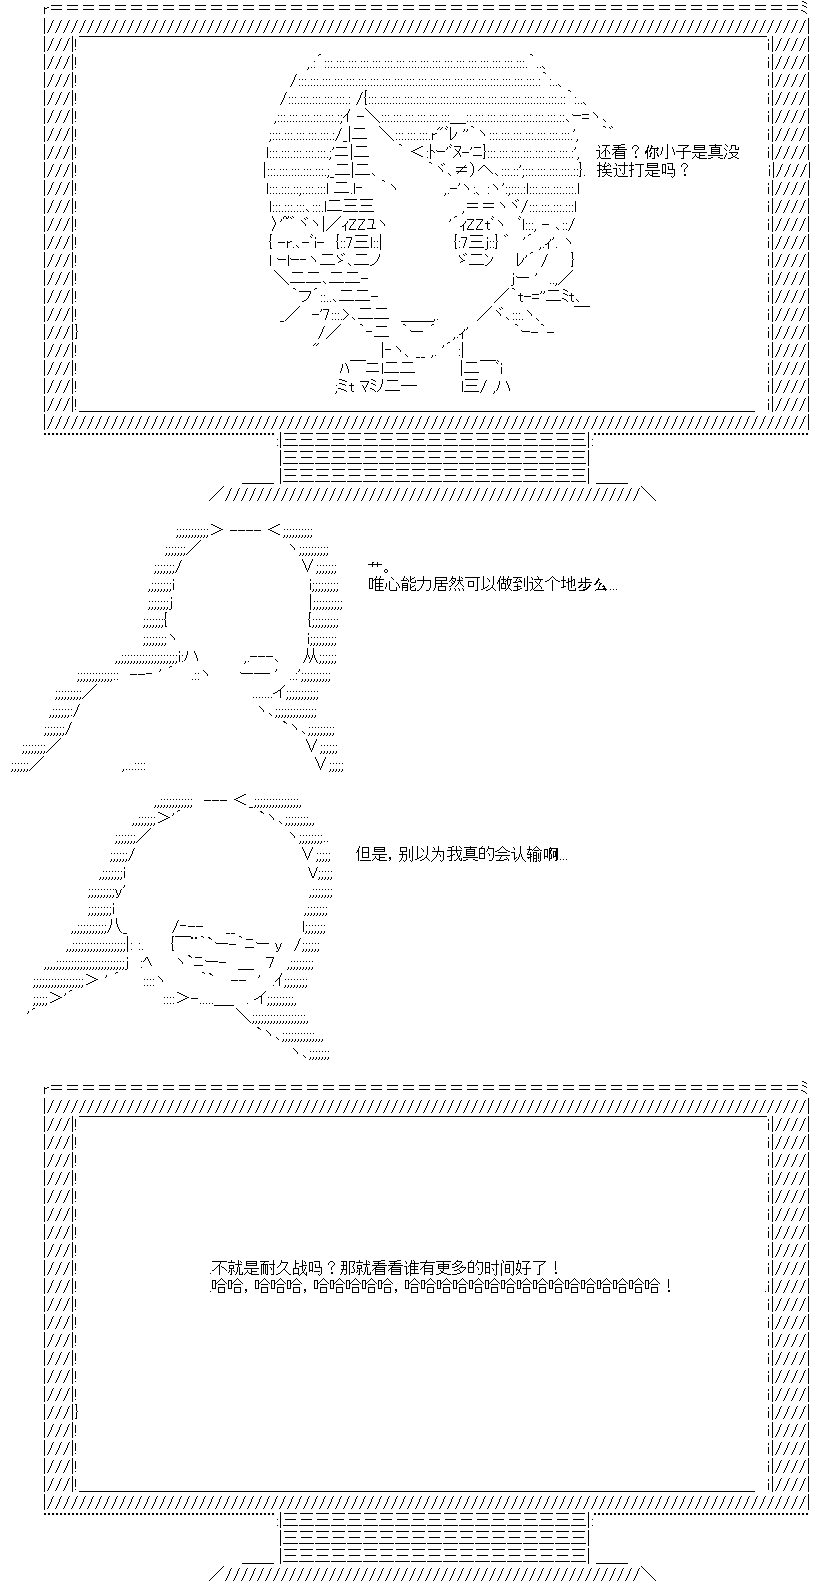 还看？你小子是真没
挨过打是吗？
艹。
唯心能力居然可以做到这个地步么...
但是, 别以为我真的会认输啊...
不就是耐久战吗？那就看看谁有更多的时间好了！
哈哈, 哈哈哈, 哈哈哈哈哈, 哈哈哈哈哈哈哈哈哈哈哈哈哈哈哈哈！